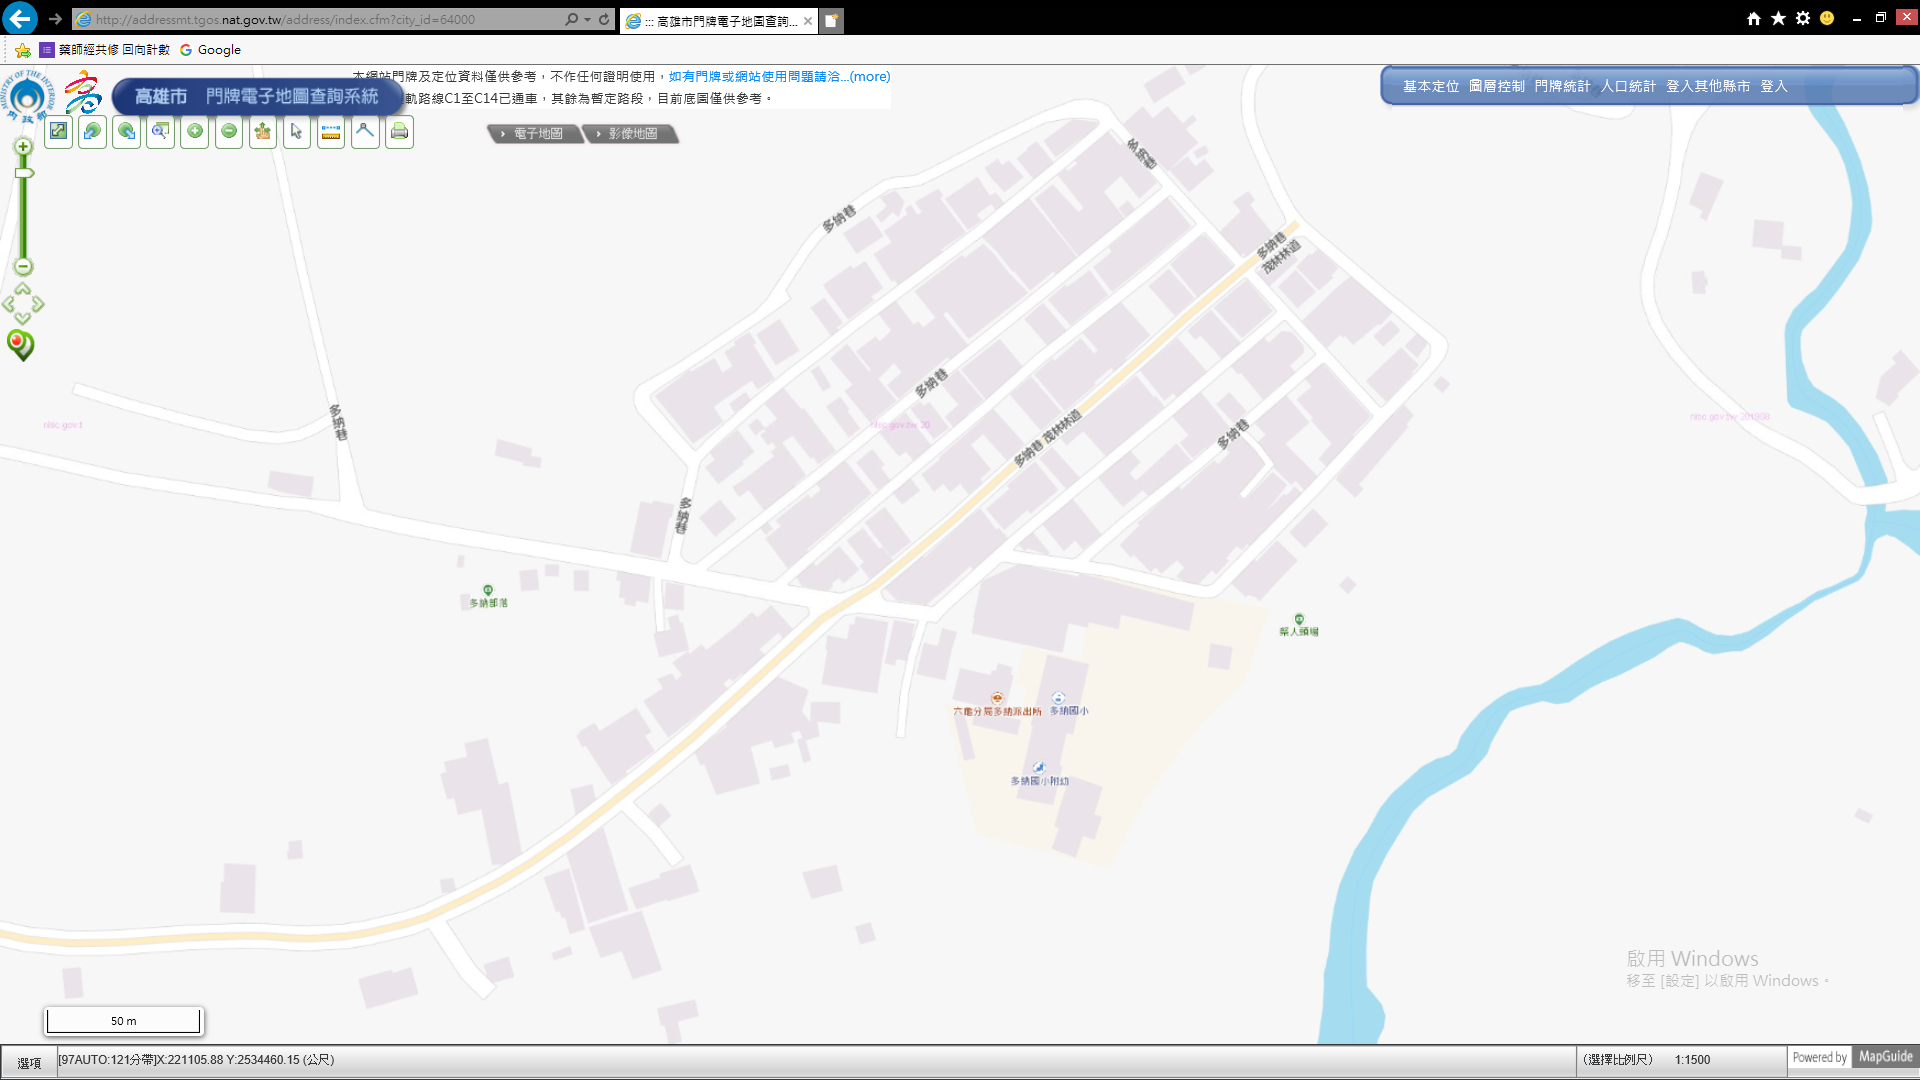 http://addressmt.tgos.nat.gov.tw/address/index.cfm?city_id=64000
::: 高雄市門牌電子地圖查詢...
藥師經共修 回向計數
Google
高雄市 門牌電子地圖查詢系統
本網站門牌及定位資料僅供參考，不作任何證明使用，如有門牌或網站使用問題請洽...(more)
軌路線C1至C14已通車，其餘為暫定路段，目前底圖僅供參考。
基本定位 圖層控制 門牌統計 人口統計 登入其他縣市 登入
電子地圖
影像地圖
多納巷
多納巷
多納巷
茂林林道
多納巷
多納巷
多納巷
茂林林道
多納巷
多納巷
nlsc.gov.t
nlsc.gov.tw 20
nlsc.gov.tw 201908
多納部落
祭人頭場
六龜分局多納派出所
多納國小
多納國小附幼
啟用 Windows
移至 [設定] 以啟用 Windows。
50 m
選項
[97AUTO:121分帶]X:221105.88 Y:2534460.15 (公尺)
(選擇比例尺)
1:1500
Powered by MapGuide